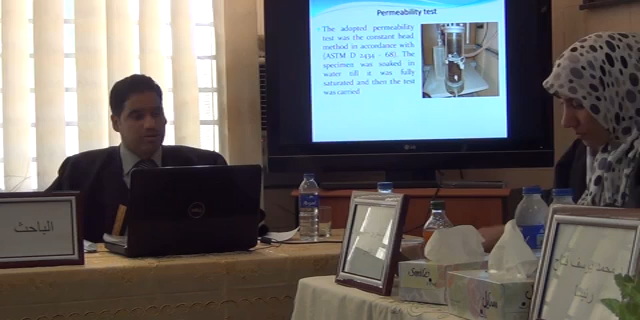 Permeability test
The adopted permeability
test was the constant head
method in accordance with
(ASTM D 2434 – 68). The
specimen was soaked in
water till it was fully
saturated and then the test
was carried
LG
DELL
الباحث